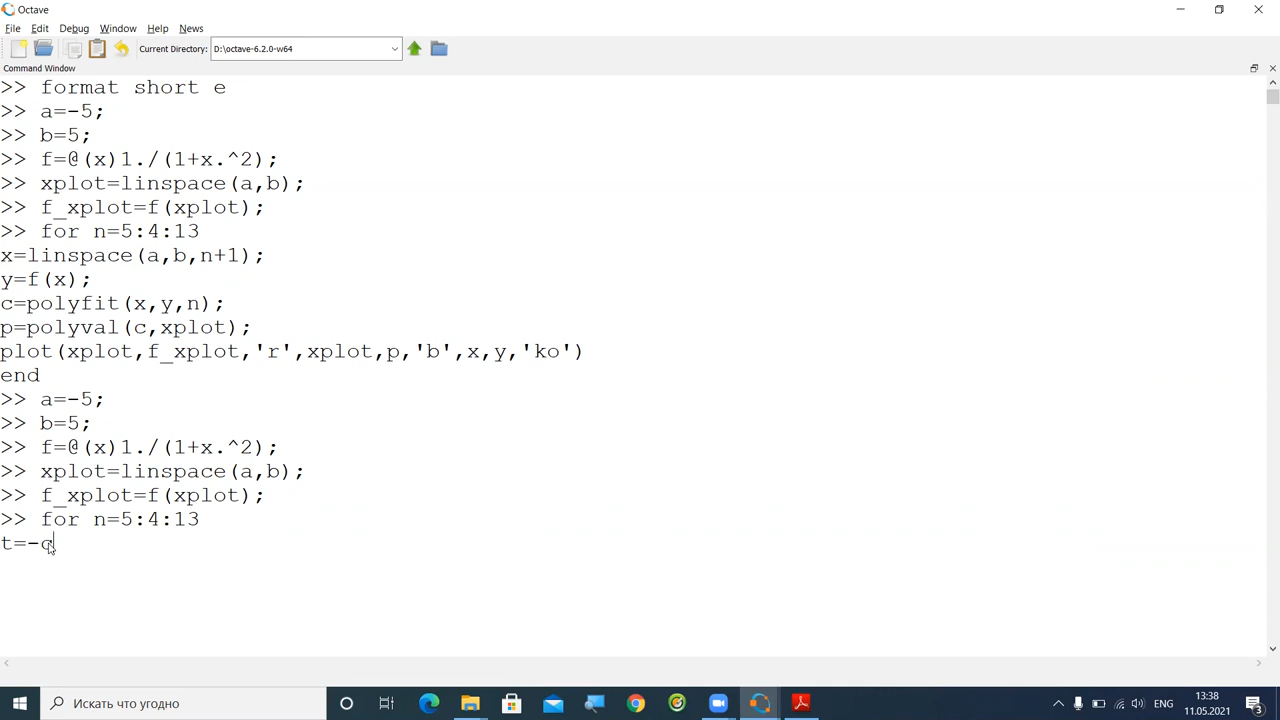 Octave
File Edit Debug Window Help News
Current Directory: D:\octave-6.2.0-w64
Command Window
>> format short e
>> a=-5;
>> b=5;
>> f=@(x)1./(1+x.^2);
>> xplot=linspace(a,b);
>> f_xplot=f(xplot);
>> for n=5:4:13
x=linspace(a,b,n+1);
y=f(x);
c=polyfit(x,y,n);
p=polyval(c,xplot);
plot(xplot,f_xplot,'r',xplot,p,'b',x,y,'ko')
end
>> a=-5;
>> b=5;
>> f=@(x)1./(1+x.^2);
>> xplot=linspace(a,b);
>> f_xplot=f(xplot);
>> for n=5:4:13
t=-c
Искать что угодно
ENG
13:38
11.05.2021
3